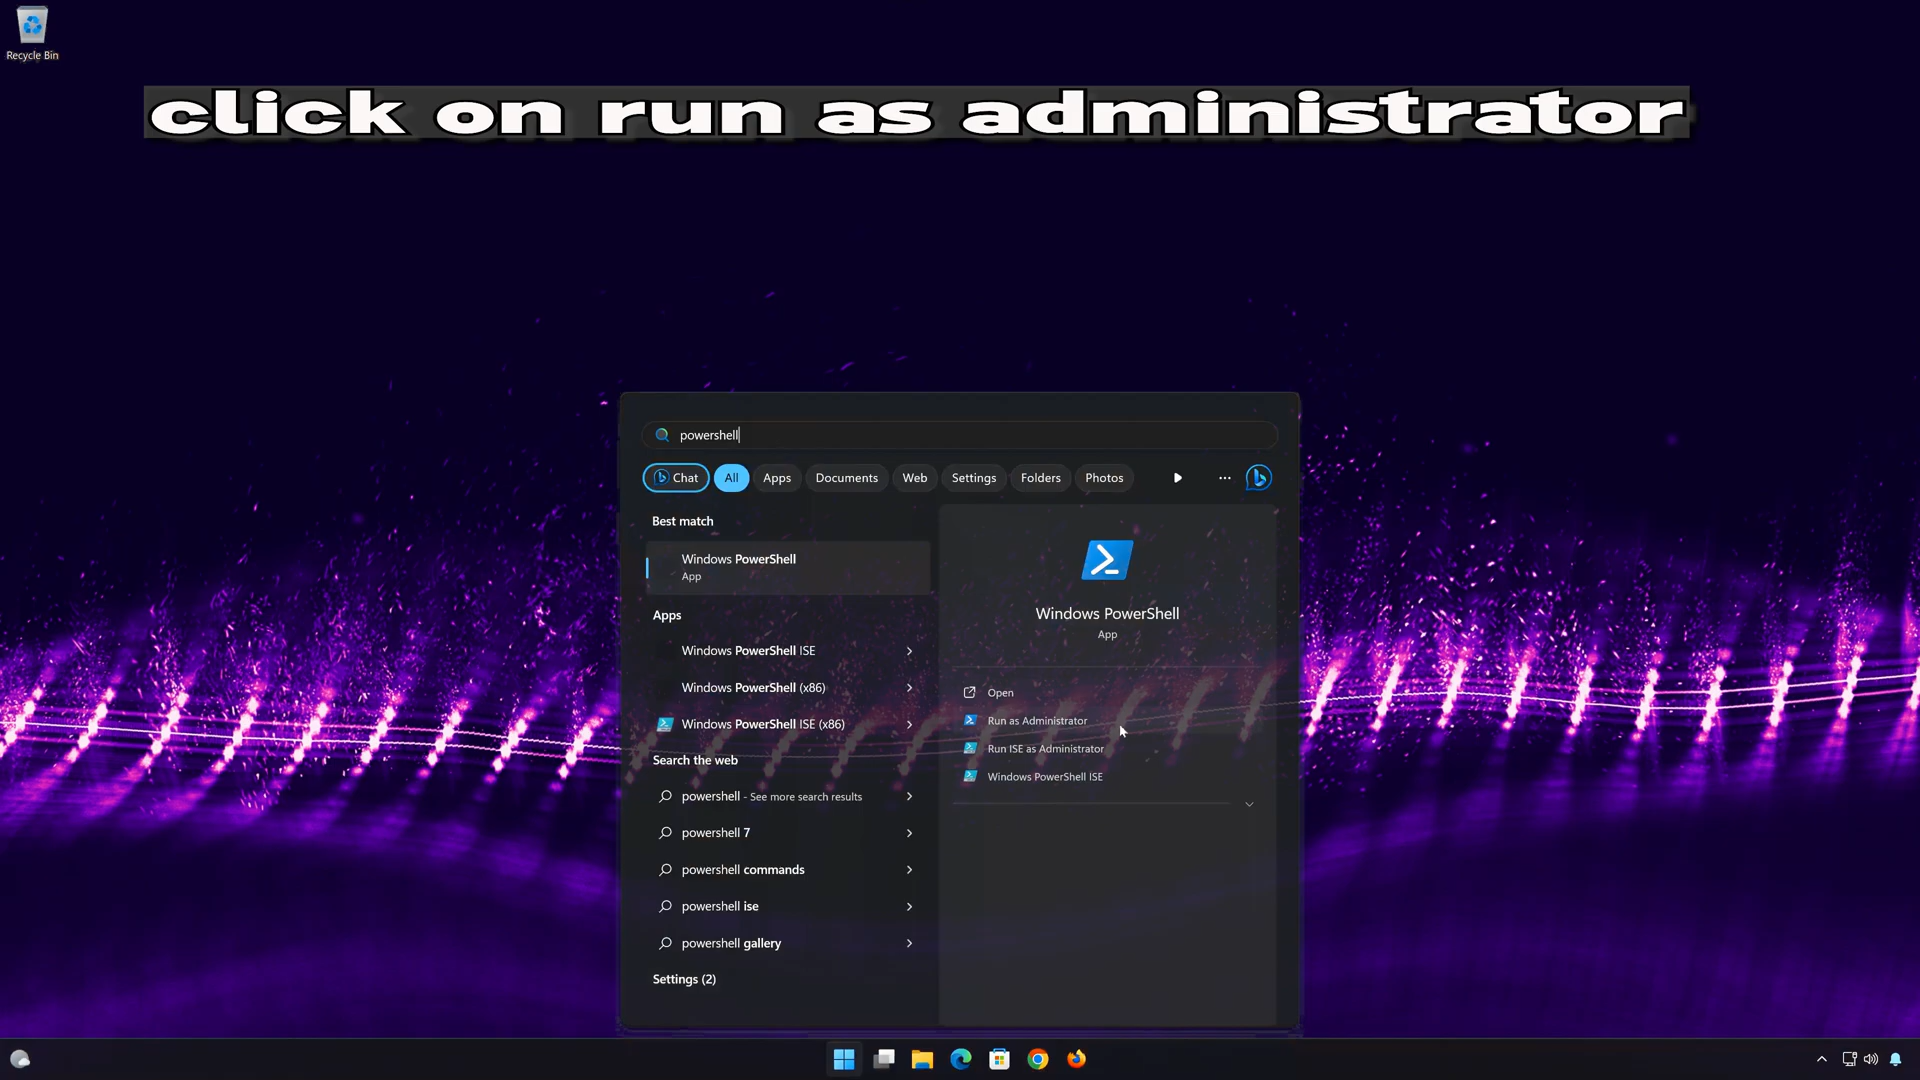 Recycle Bin
click on run as administrator
powershell
Chat
All
Apps
Documents
Web
Settings
Folders
Photos
Best match
Windows PowerShell
App
Apps
Windows PowerShell ISE
Windows PowerShell (x86)
Windows PowerShell ISE (x86)
Search the web
powershell - See more search results
powershell 7
powershell commands
powershell ise
powershell gallery
Settings (2)
Windows PowerShell
App
Open
Run as Administrator
Run ISE as Administrator
Windows PowerShell ISE